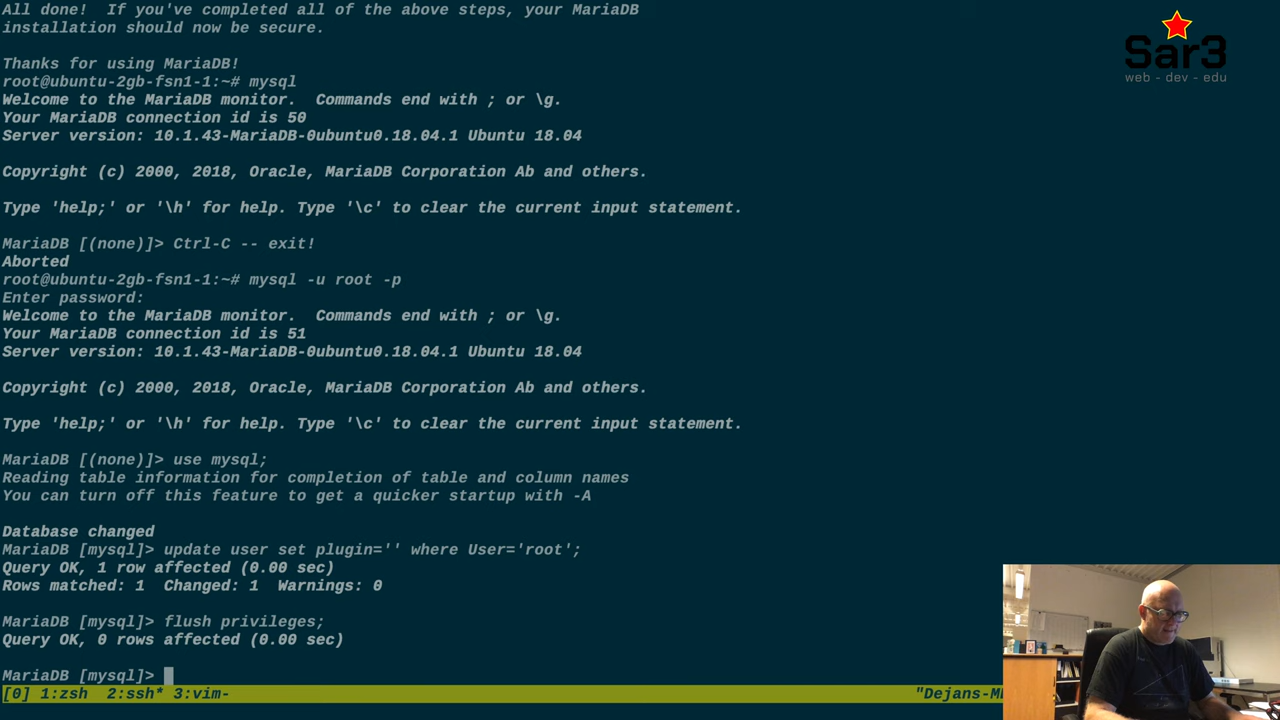 All done!  If you've completed all of the above steps, your MariaDB
installation should now be secure.
Thanks for using MariaDB!
root@ubuntu-2gb-fsn1-1:~# mysql
Welcome to the MariaDB monitor.  Commands end with ; or \g.
Your MariaDB connection id is 50
Server version: 10.1.43-MariaDB-0ubuntu0.18.04.1 Ubuntu 18.04
Copyright (c) 2000, 2018, Oracle, MariaDB Corporation Ab and others.
Type 'help;' or '\h' for help. Type '\c' to clear the current input statement.
MariaDB [(none)]> Ctrl-C -- exit!
Aborted
root@ubuntu-2gb-fsn1-1:~# mysql -u root -p
Enter password:
Welcome to the MariaDB monitor.  Commands end with ; or \g.
Your MariaDB connection id is 51
Server version: 10.1.43-MariaDB-0ubuntu0.18.04.1 Ubuntu 18.04
Copyright (c) 2000, 2018, Oracle, MariaDB Corporation Ab and others.
Type 'help;' or '\h' for help. Type '\c' to clear the current input statement.
MariaDB [(none)]> use mysql;
Reading table information for completion of table and column names
You can turn off this feature to get a quicker startup with -A
Database changed
MariaDB [mysql]> update user set plugin='' where User='root';
Query OK, 1 row affected (0.00 sec)
Rows matched: 1  Changed: 1  Warnings: 0
MariaDB [mysql]> flush privileges;
Query OK, 0 rows affected (0.00 sec)
MariaDB [mysql]>
[0] 1:zsh  2:ssh* 3:vim-
"Dejans-M
Sar3
web - dev - edu